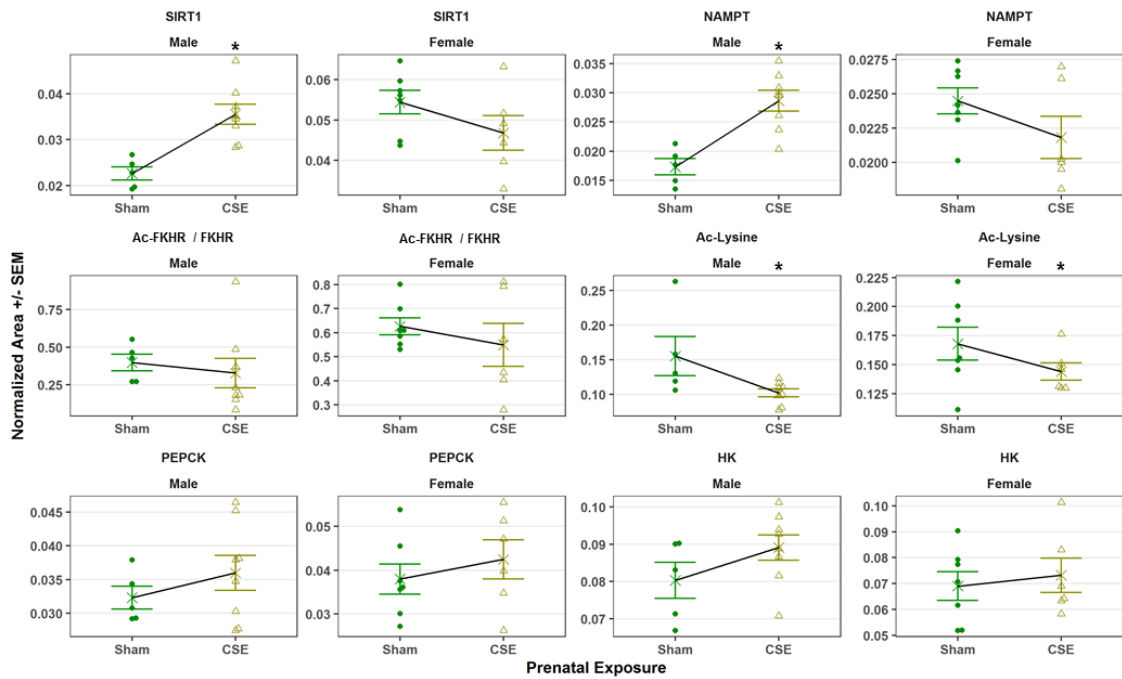 SIRT1
Male
*
0.04
0.03
0.02
Sham
CSE
SIRT1
Female
0.06
0.05
0.04
Sham
CSE
NAMPT
Male
*
0.035
0.030
0.025
0.020
0.015
Sham
CSE
NAMPT
Female
0.0275
0.0250
0.0225
0.0200
Sham
CSE
Normalized Area +/- SEM
Ac-FKHR / FKHR
Male
0.75
0.50
0.25
Sham
CSE
Ac-FKHR / FKHR
Female
0.8
0.7
0.6
0.5
0.4
0.3
Sham
CSE
Ac-Lysine
Male
*
0.25
0.20
0.15
0.10
Sham
CSE
Ac-Lysine
Female
*
0.225
0.200
0.175
0.150
0.125
Sham
CSE
PEPCK
Male
0.045
0.040
0.035
0.030
Sham
CSE
PEPCK
Female
0.05
0.04
0.03
Sham
CSE
HK
Male
0.10
0.09
0.08
0.07
Sham
CSE
HK
Female
0.10
0.09
0.08
0.07
0.06
0.05
Sham
CSE
Prenatal Exposure